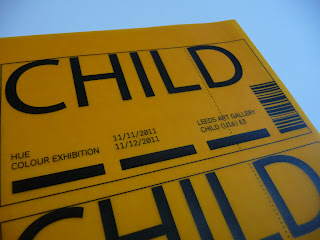 CHILD
HUE
COLOUR EXHIBITION
11/11/2011
11/12/2011
LEEDS ART GALLERY
CHILD (U16) £3
CHILD